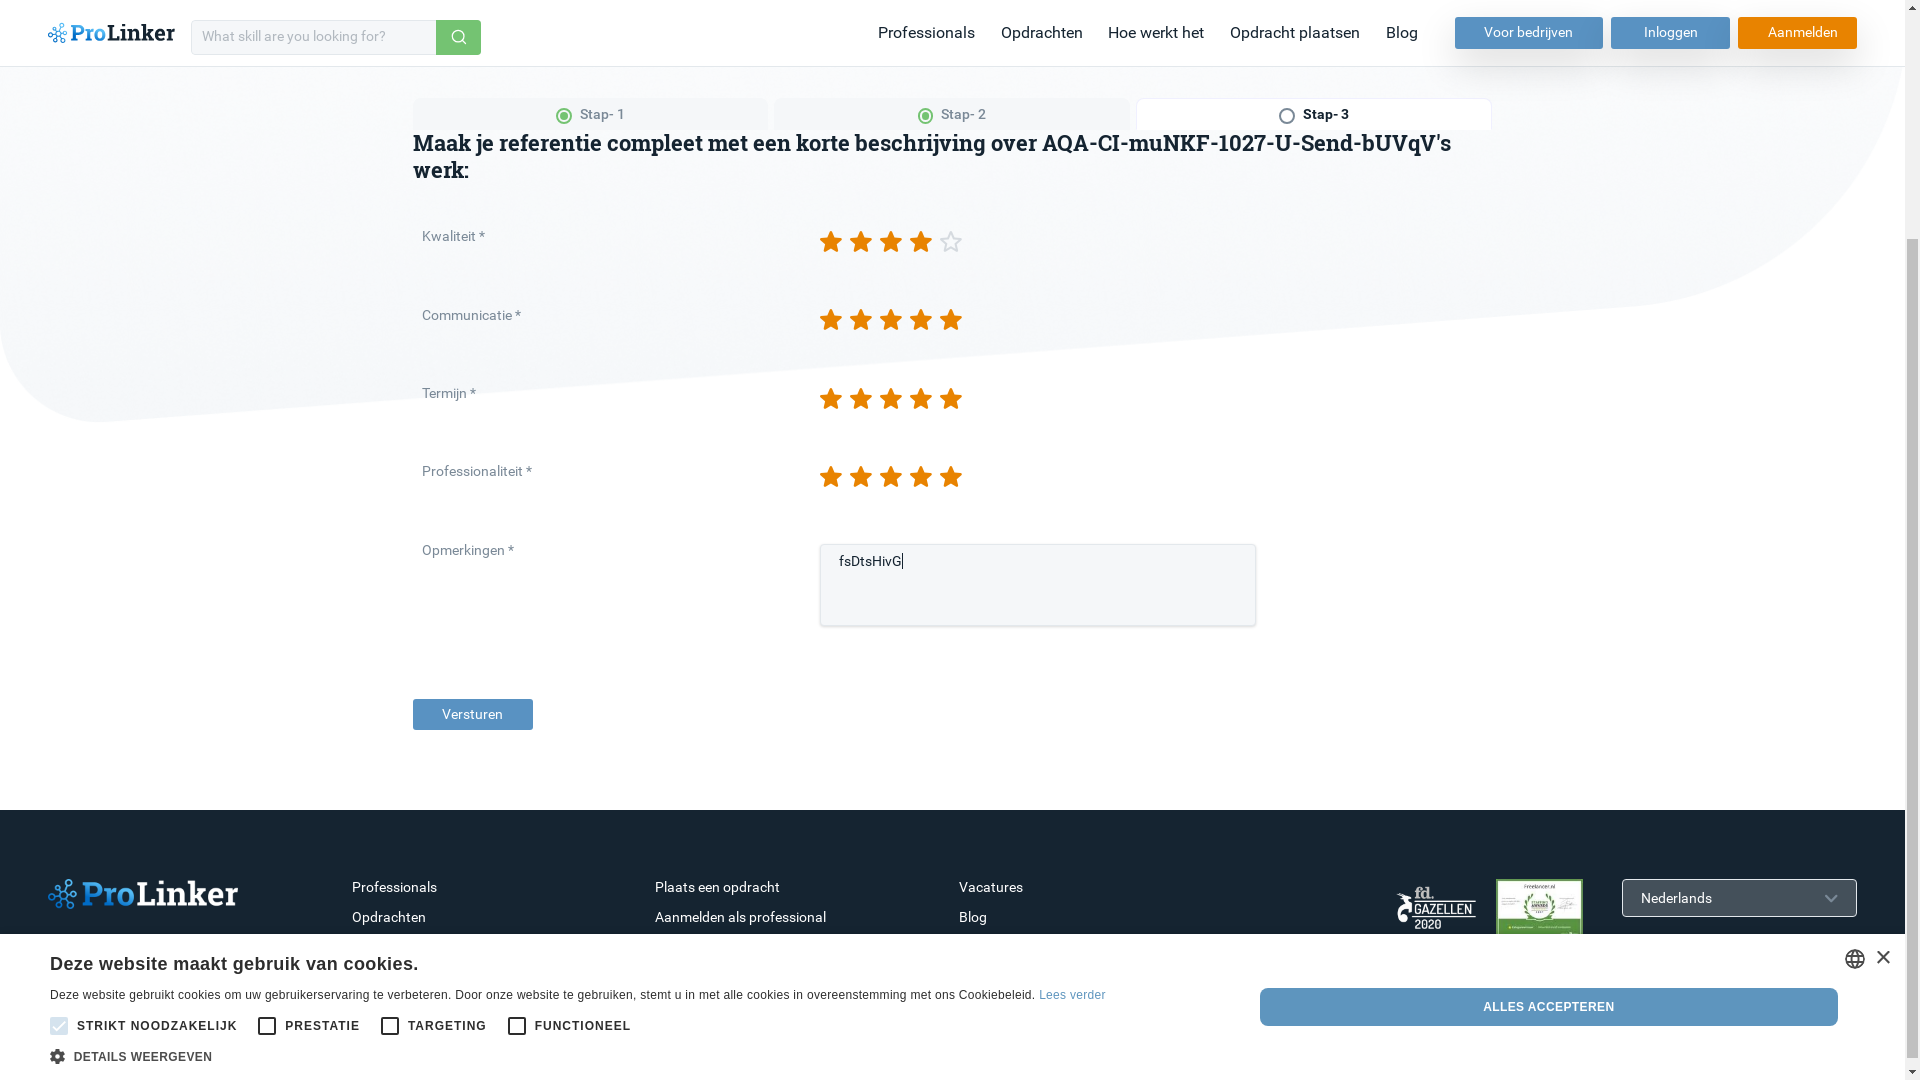 ProLinker
What skill are you looking for?
Professionals
Opdrachten
Hoe werkt het
Opdracht plaatsen
Blog
Voor bedrijven
Inloggen
Aanmelden
Stap- 1
Stap- 2
Stap- 3
Maak je referentie compleet met een korte beschrijving over AQA-CI-muNKF-1027-U-Send-bUVqV's
werk:
Kwaliteit *
Communicatie *
Termijn *
Professionaliteit *
Opmerkingen *
fsDtsHivG
Versturen
ProLinker
Professionals
Opdrachten
Plaats een opdracht
Aanmelden als professional
Vacatures
Blog
fd.
GAZELLEN
2020
Freelancer.nl
Nederlands
Deze website maakt gebruik van cookies.
Deze website gebruikt cookies om uw gebruikerservaring te verbeteren. Door onze website te gebruiken, stemt u in met alle cookies in overeenstemming met ons Cookiebeleid. Lees verder
STRIKT NOODZAKELIJK
PRESTATIE
TARGETING
FUNCTIONEEL
DETAILS WEERGEVEN
ALLES ACCEPTEREN